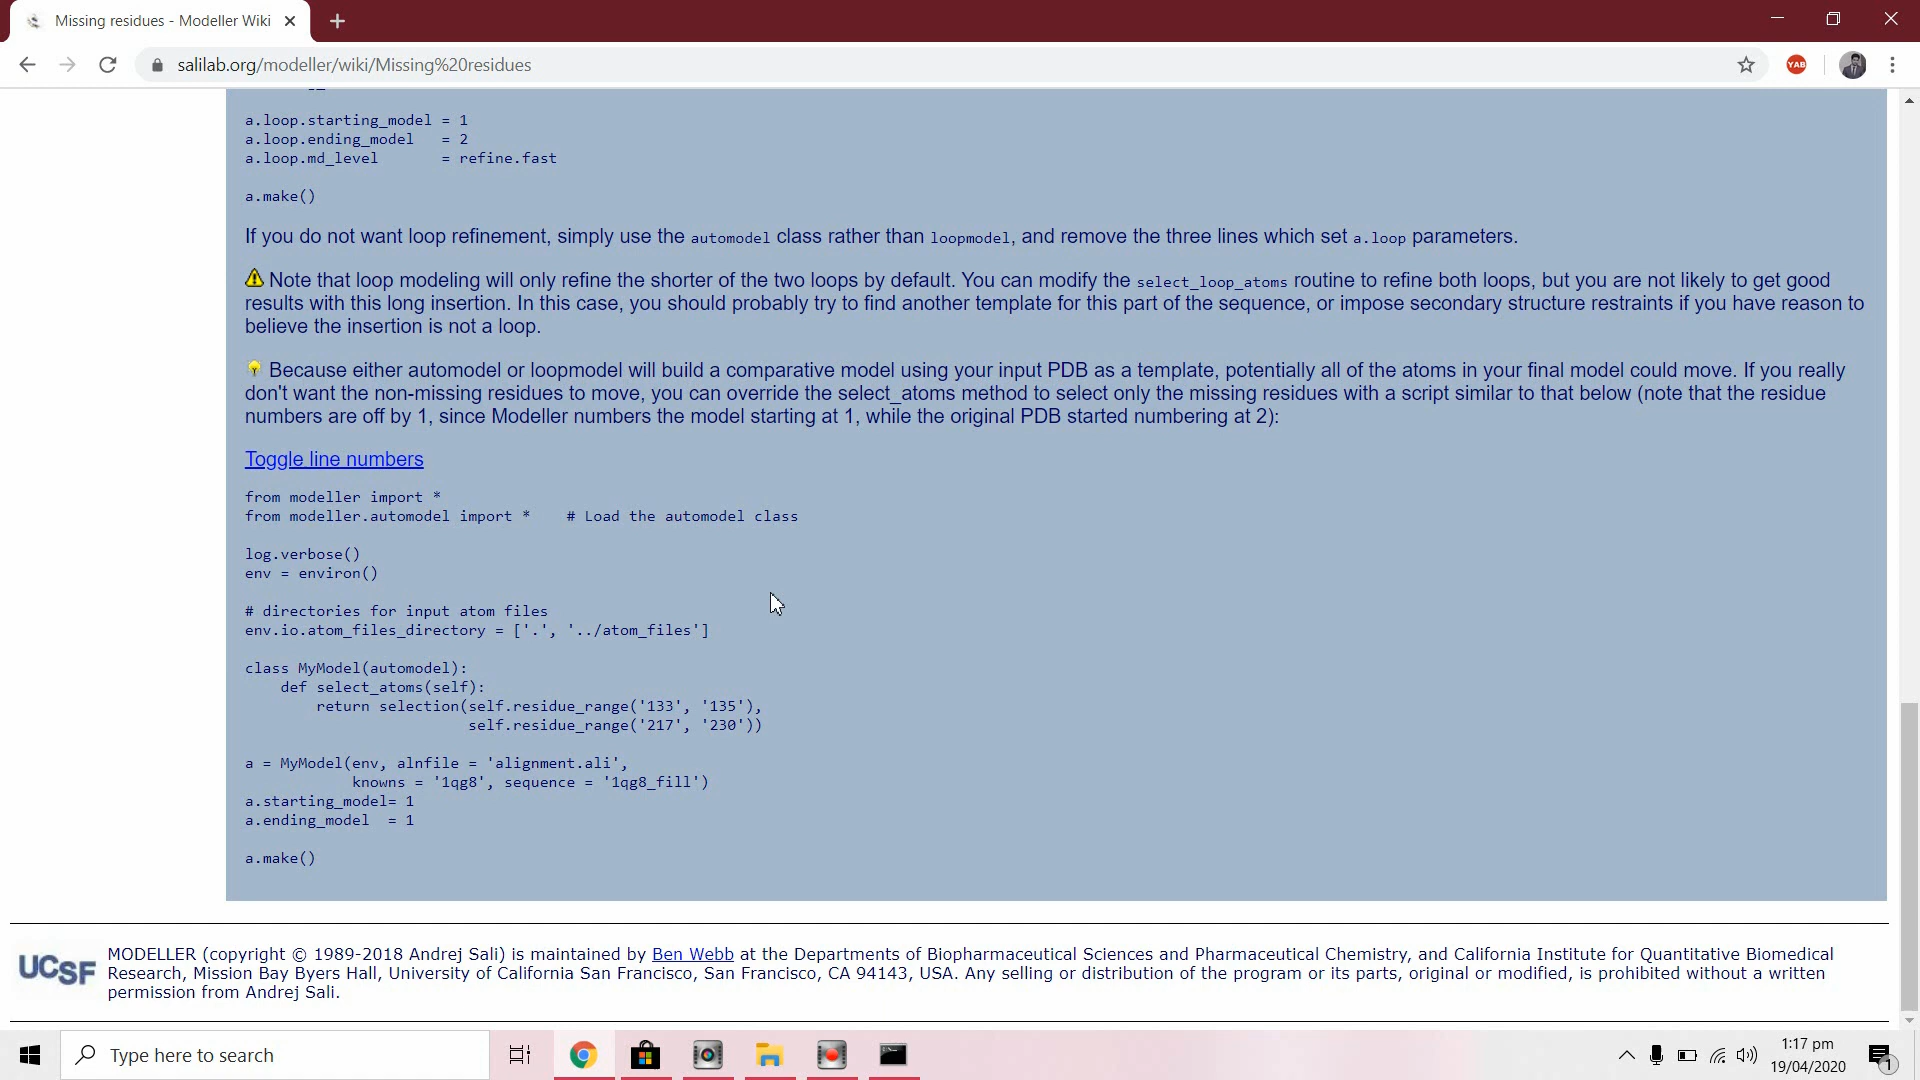 Missing residues - Modeller Wiki
salilab.org/modeller/wiki/Missing%20residues
YAB
a.loop.starting_model = 1
a.loop.ending_model   = 2
a.loop.md_level       = refine.fast
a.make()
If you do not want loop refinement, simply use the automodel class rather than loopmodel, and remove the three lines which set a.loop parameters.
Note that loop modeling will only refine the shorter of the two loops by default. You can modify the select_loop_atoms routine to refine both loops, but you are not likely to get good
results with this long insertion. In this case, you should probably try to find another template for this part of the sequence, or impose secondary structure restraints if you have reason to
believe the insertion is not a loop.
Because either automodel or loopmodel will build a comparative model using your input PDB as a template, potentially all of the atoms in your final model could move. If you really
don't want the non-missing residues to move, you can override the select_atoms method to select only the missing residues with a script similar to that below (note that the residue
numbers are off by 1, since Modeller numbers the model starting at 1, while the original PDB started numbering at 2):
Toggle line numbers
from modeller import *
from modeller.automodel import *    # Load the automodel class
log.verbose()
env = environ()
# directories for input atom files
env.io.atom_files_directory = ['.', '../atom_files']
class MyModel(automodel):
    def select_atoms(self):
        return selection(self.residue_range('133', '135'),
                         self.residue_range('217', '230'))
a = MyModel(env, alnfile = 'alignment.ali',
            knowns = '1qg8', sequence = '1qg8_fill')
a.starting_model= 1
a.ending_model  = 1
a.make()
UCSF
MODELLER (copyright © 1989-2018 Andrej Sali) is maintained by Ben Webb at the Departments of Biopharmaceutical Sciences and Pharmaceutical Chemistry, and California Institute for Quantitative Biomedical
Research, Mission Bay Byers Hall, University of California San Francisco, San Francisco, CA 94143, USA. Any selling or distribution of the program or its parts, original or modified, is prohibited without a written
permission from Andrej Sali.
Type here to search
1:17 pm
19/04/2020
1